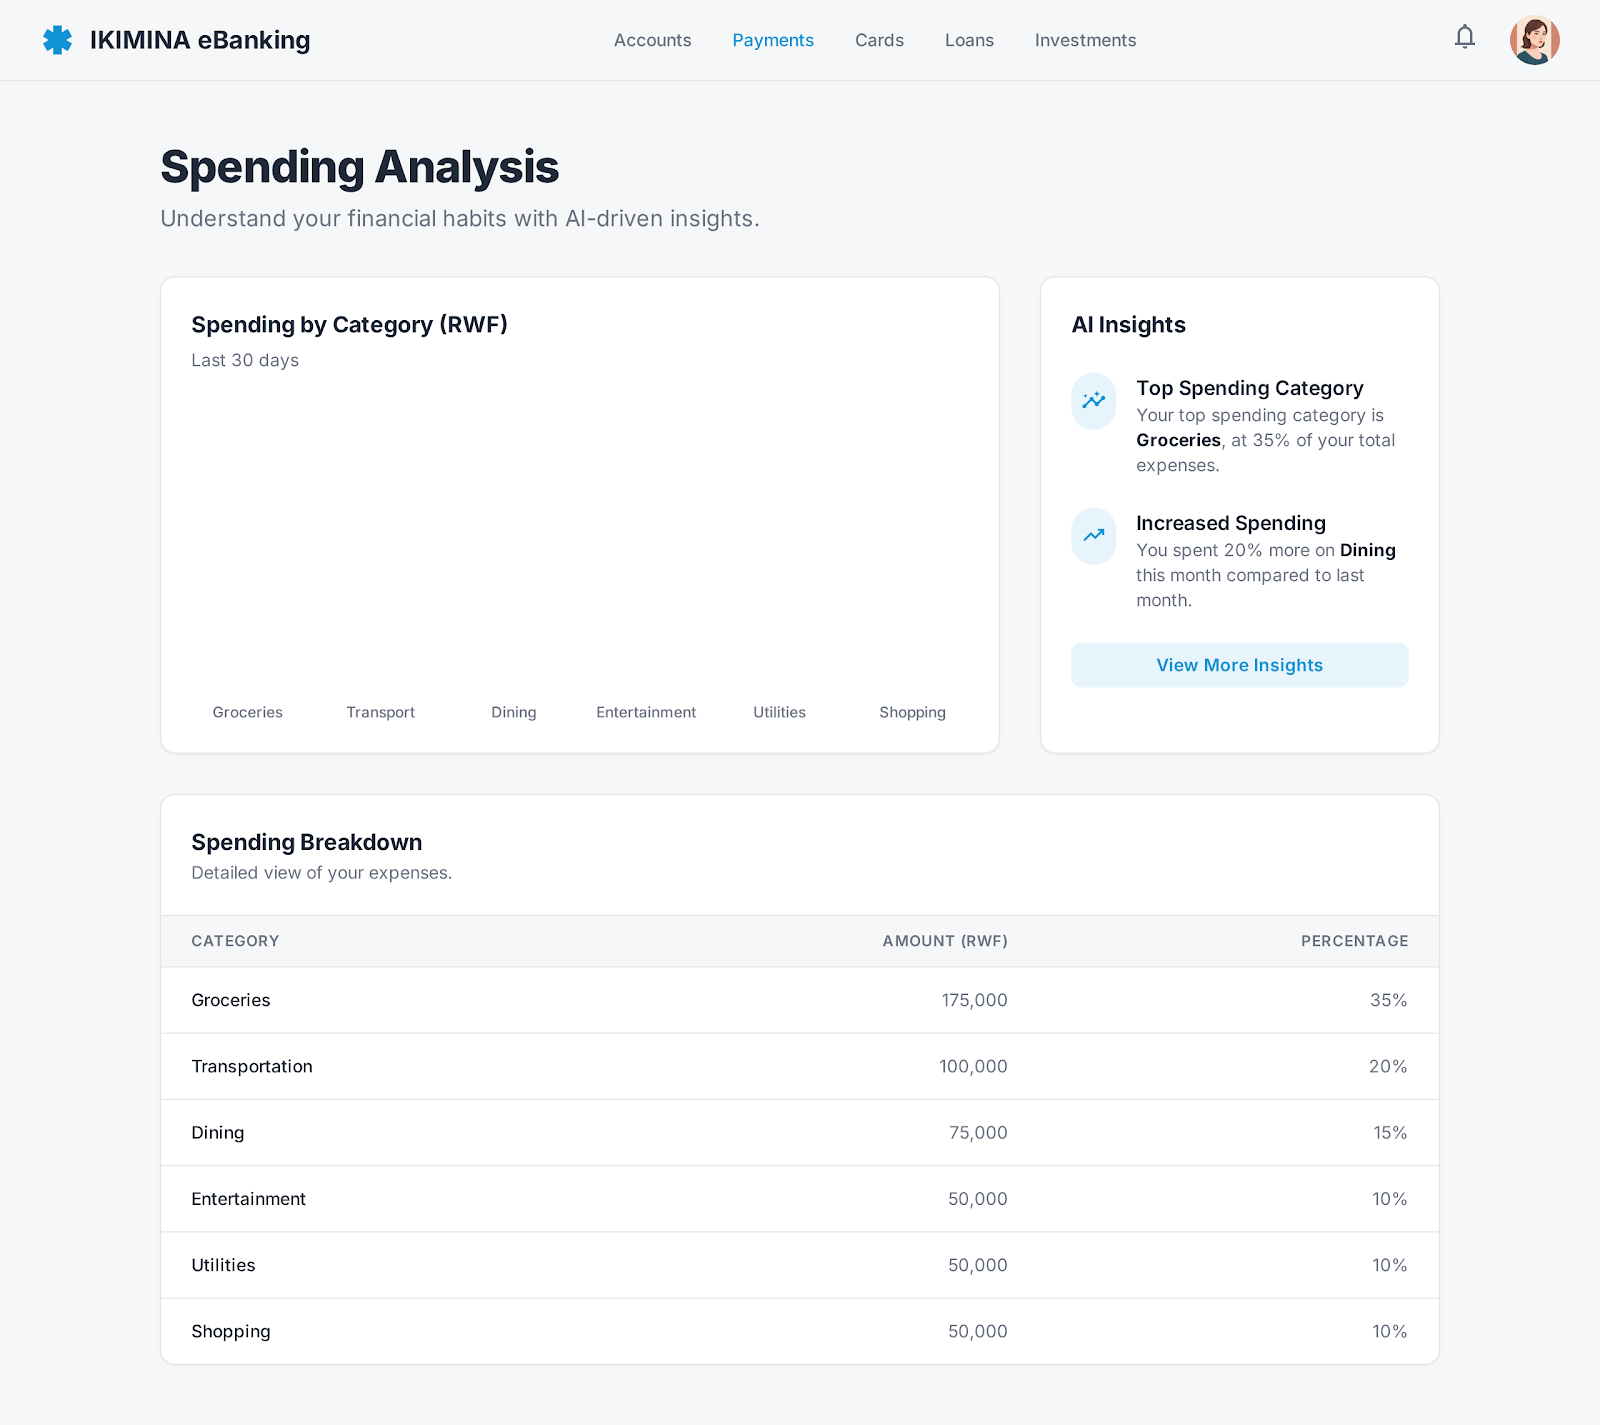 IKIMINA eBanking
Accounts
Payments
Cards
Loans
Investments
Spending Analysis
Understand your financial habits with AI-driven insights.
Spending by Category (RWF)
Last 30 days
Groceries
Transport
Dining
Entertainment
Utilities
Shopping
AI Insights
Top Spending Category
Your top spending category is
Groceries, at 35% of your total
expenses.
Increased Spending
You spent 20% more on Dining
this month compared to last
month.
View More Insights
Spending Breakdown
Detailed view of your expenses.
CATEGORY AMOUNT (RWF) PERCENTAGE
Groceries 175,000 35%
Transportation 100,000 20%
Dining 75,000 15%
Entertainment 50,000 10%
Utilities 50,000 10%
Shopping 50,000 10%